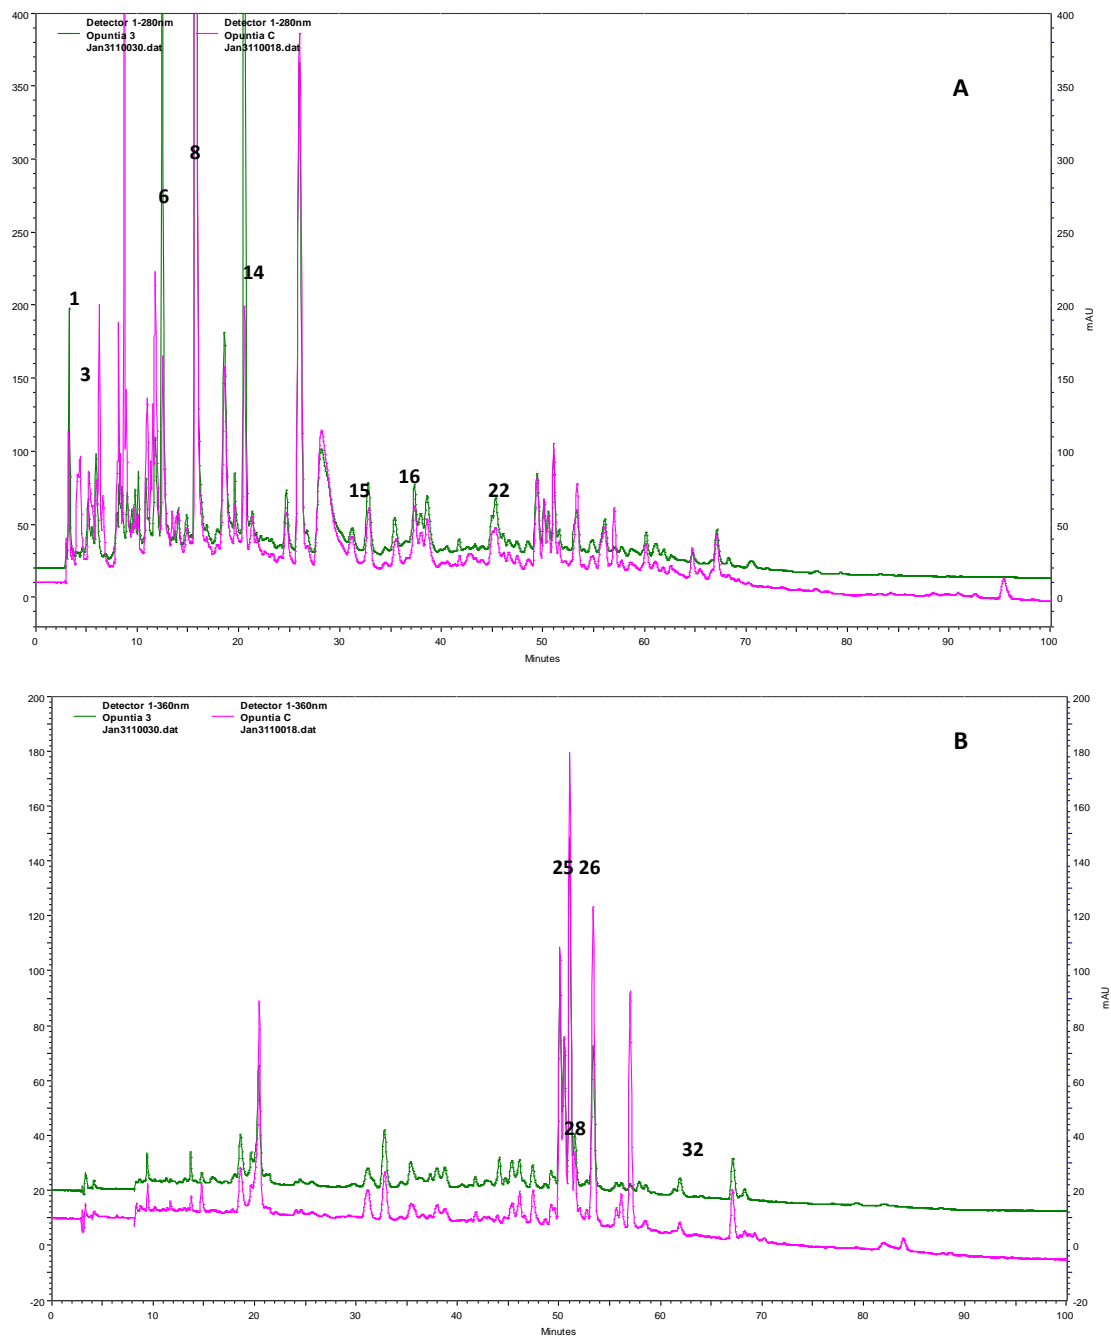 Detector 1-280nm Detector 1-280nm
Opuntia 3 Opuntia C
Jan3110030.dat Jan3110018.dat
A
8
6
14
1
3
15 16 22
400 400
350 350
300 300
250 250
200 200
150 150
100 100
50 50
0 0
mAU
0 10 20 30 40 50 60 70 80 90 100
Minutes
Detector 1-360nm Detector 1-360nm
Opuntia 3 Opuntia C
Jan3110030.dat Jan3110018.dat
B
25 26
28
32
200 200
180 180
160 160
140 140
120 120
100 100
80 80
60 60
40 40
20 20
0 0
-20 -20
mAU
0 10 20 30 40 50 60 70 80 90 100
Minutes